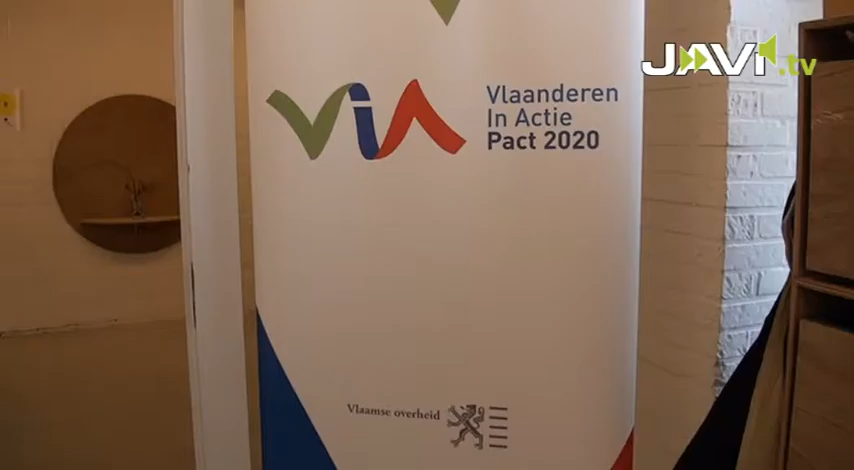 JAVI.tv
VIA
Vlaanderen
In Actie
Pact 2020
Vlaamse overheid